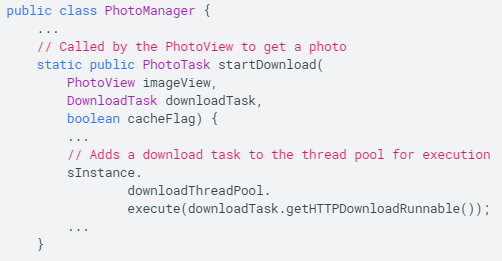 public class PhotoManager {
    ...
    // Called by the PhotoView to get a photo
    static public PhotoTask startDownload(
        PhotoView imageView,
        DownloadTask downloadTask,
        boolean cacheFlag) {
        ...
        // Adds a download task to the thread pool for execution
        sInstance.
                downloadThreadPool.
                execute(downloadTask.getHTTPDownloadRunnable());
        ...
    }